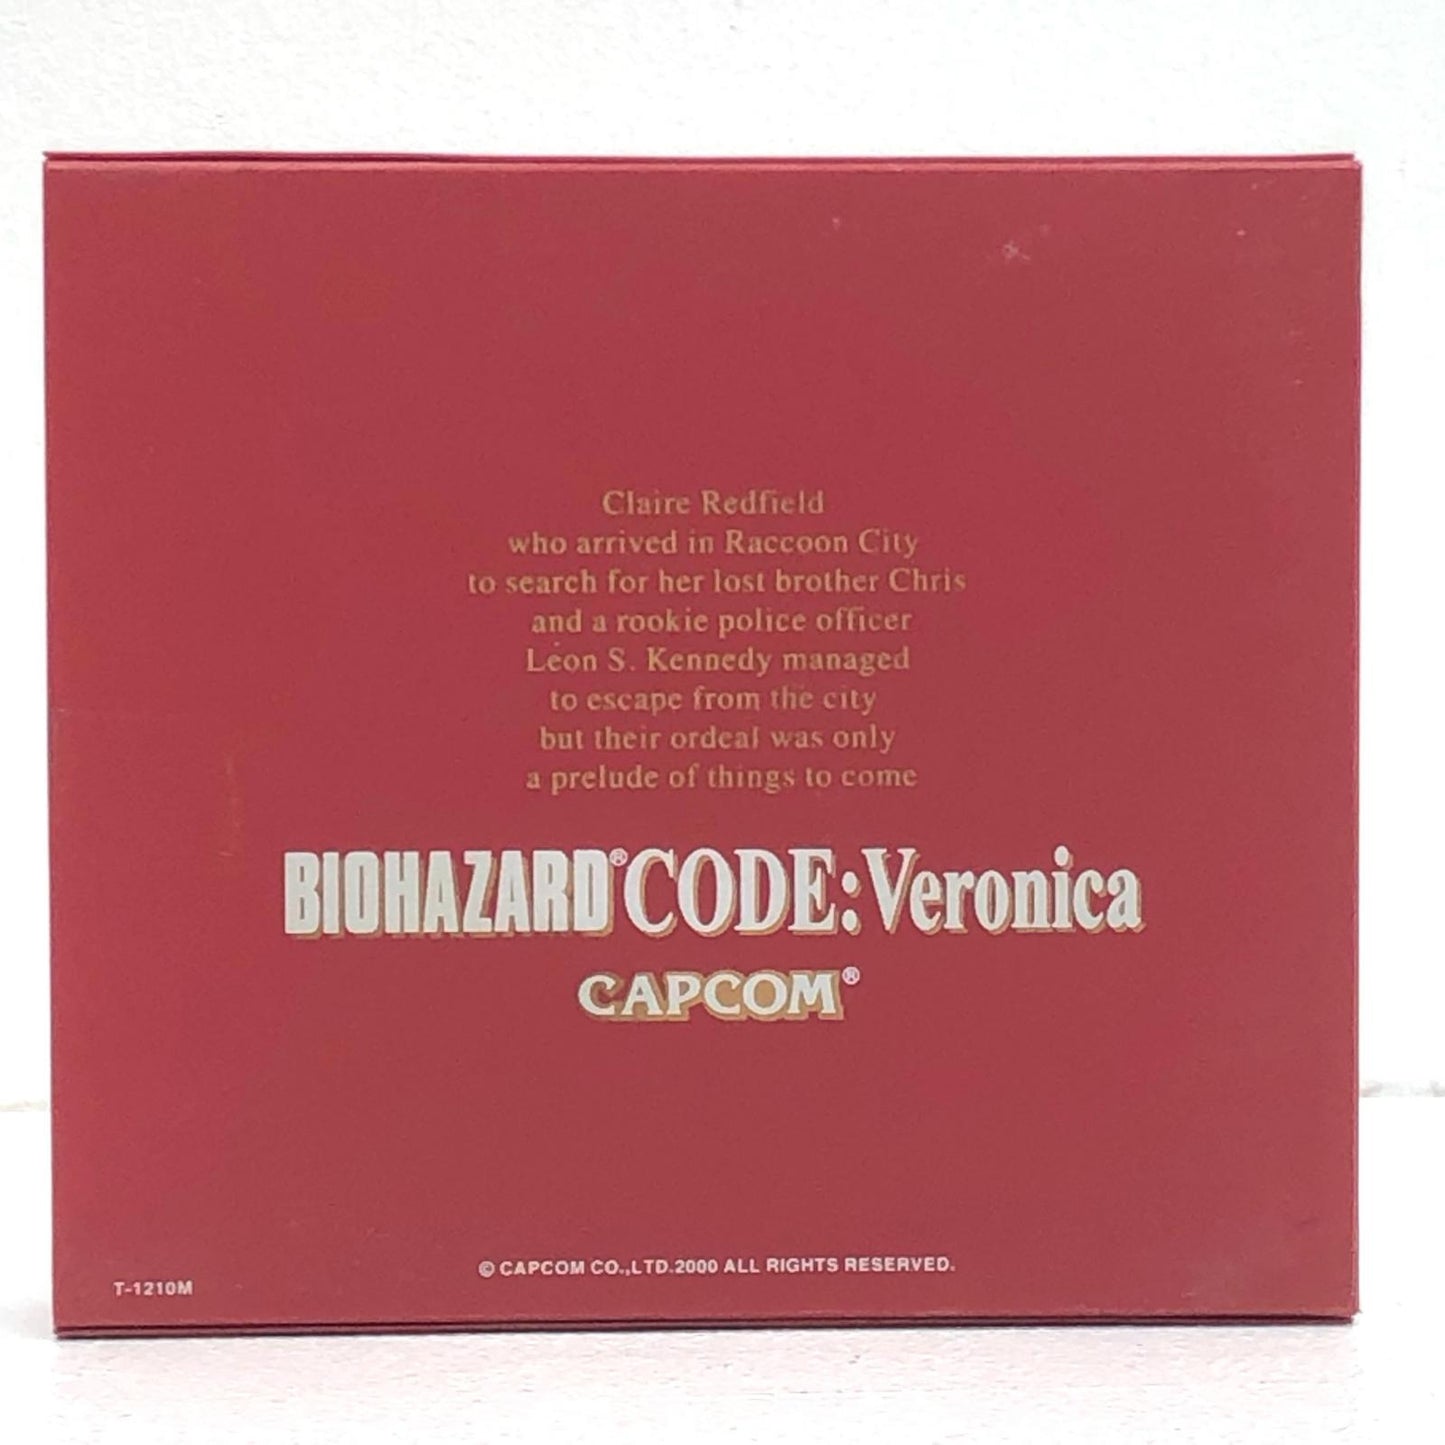 Claire Redfield
who arrived in Raccoon City
to search for her lost brother Chris
and a rookie police officer
Leon S. Kennedy managed
to escape from the city
but their ordeal was only
a prelude of things to come
BIOHAZARD® CODE:Veronica
CAPCOM®
© CAPCOM CO.,LTD.2000 ALL RIGHTS RESERVED.
T-1210M